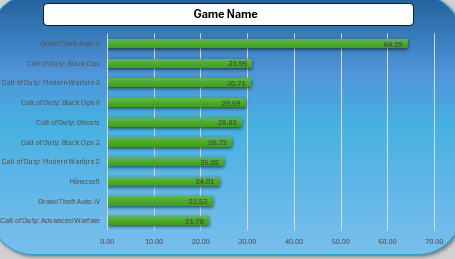 Game Name
Grand Theft Auto V 64.29
Call of Duty: Black Ops 30.99
Call of Duty: Modern Warfare 3 30.71
Call of Duty: Black Ops II 29.59
Call of Duty: Ghosts 28.80
Call of Duty: Black Ops 3 26.72
Call of Duty: Modern Warfare 2 25.02
Minecraft 24.01
Grand Theft Auto IV 22.53
Call of Duty: Advanced Warfare 21.78
0.00 10.00 20.00 30.00 40.00 50.00 60.00 70.00